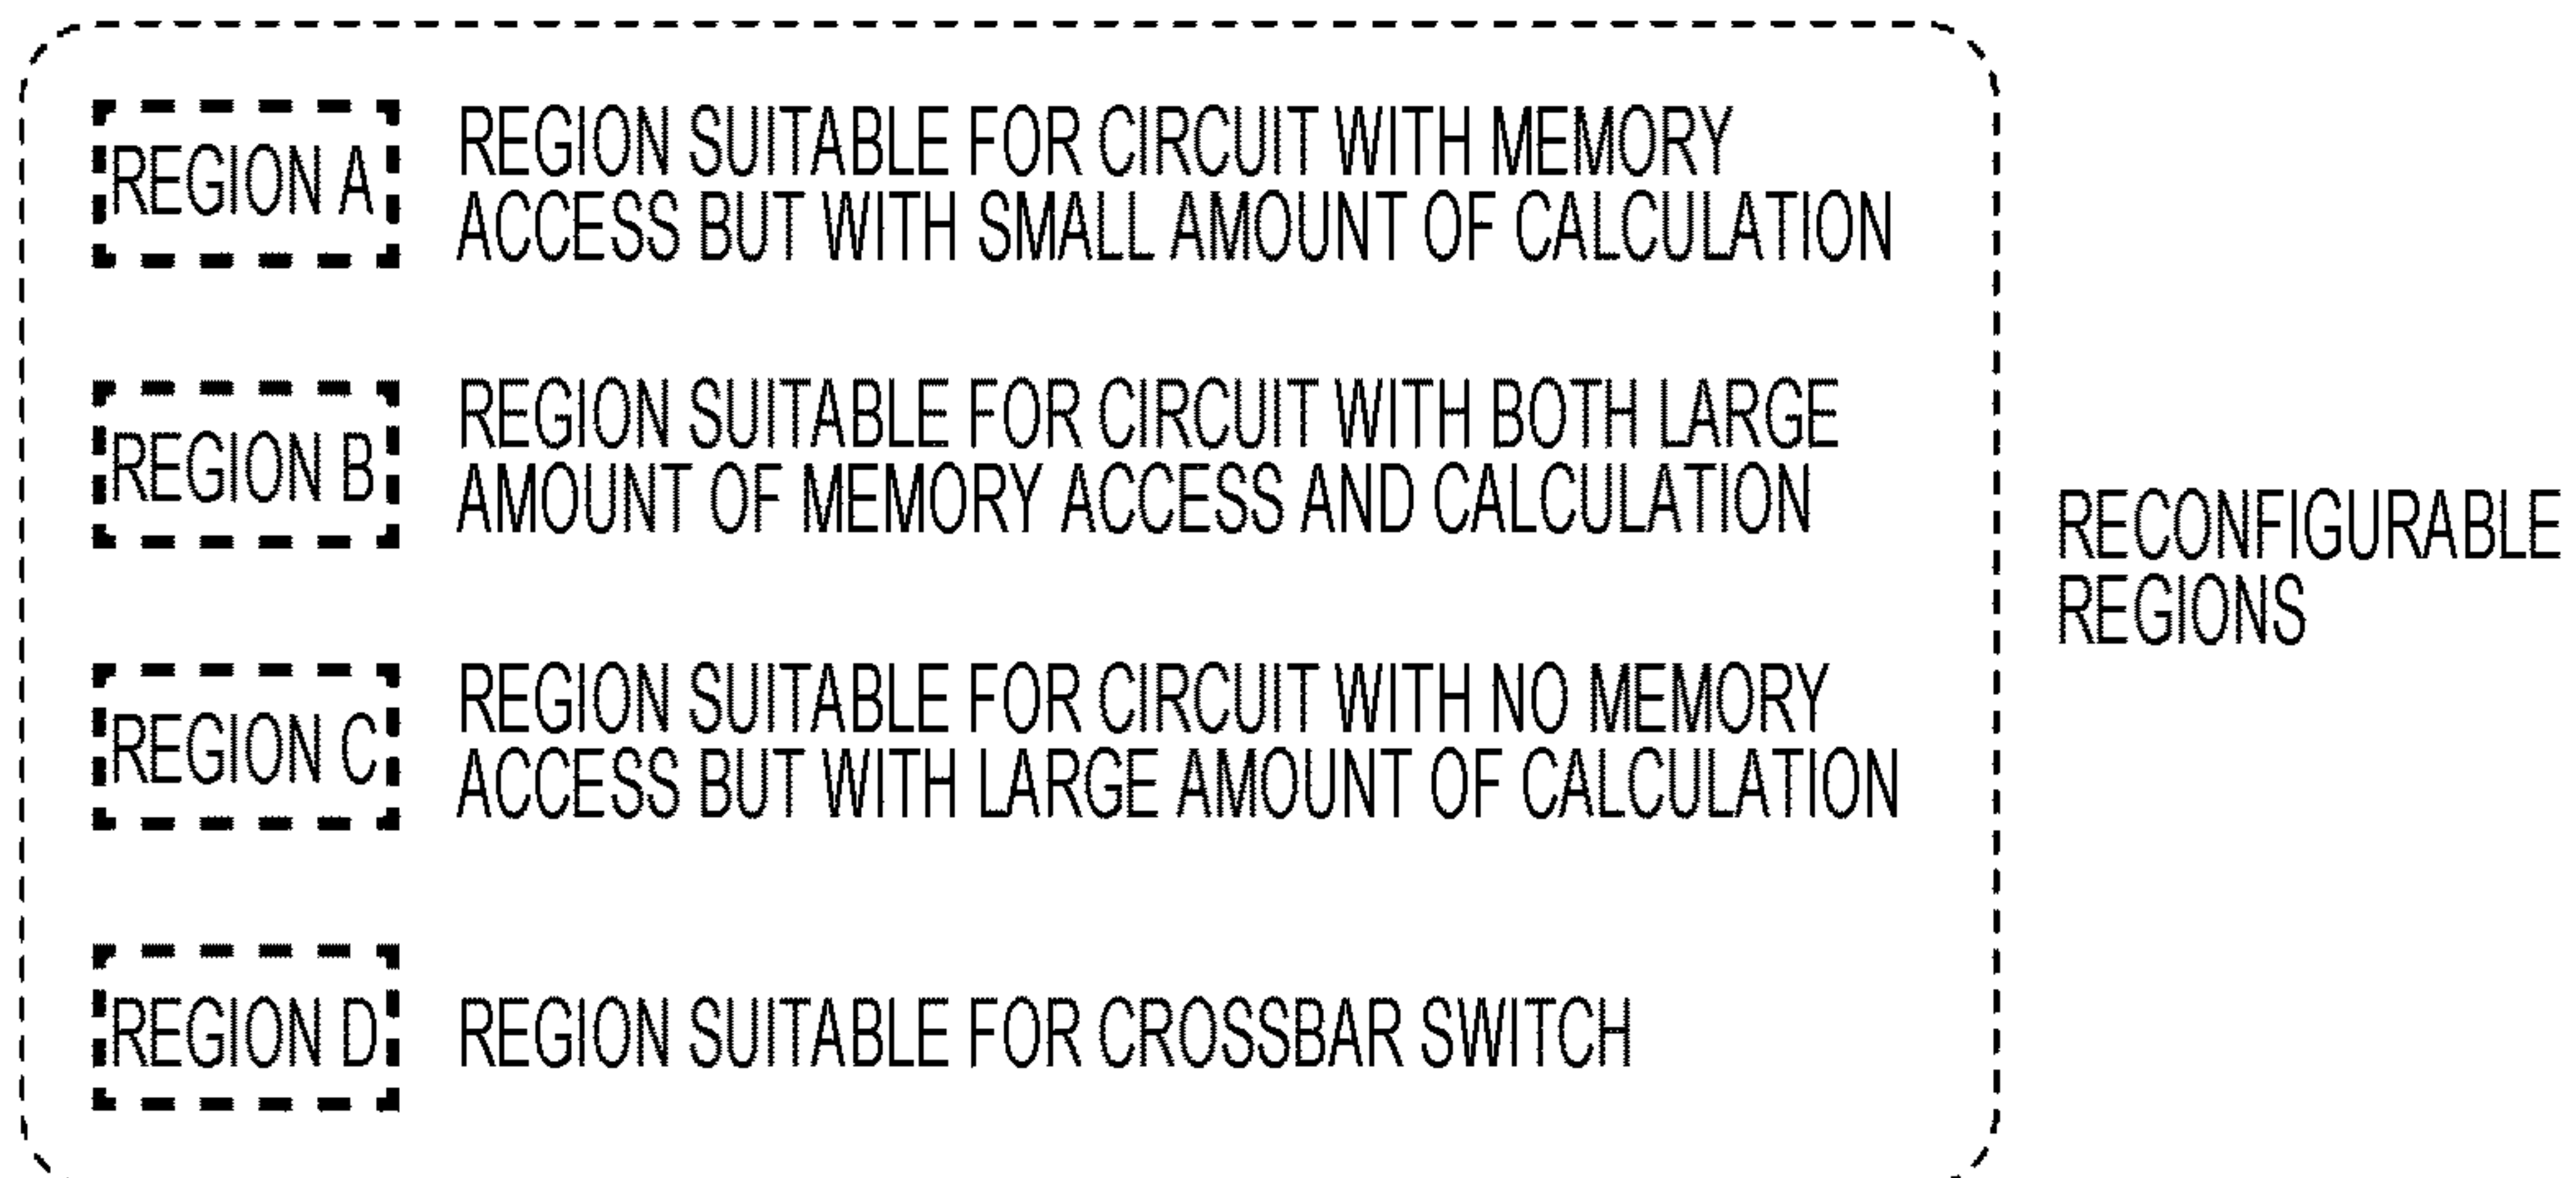 REGION A
REGION SUITABLE FOR CIRCUIT WITH MEMORY
ACCESS BUT WITH SMALL AMOUNT OF CALCULATION
REGION B
REGION SUITABLE FOR CIRCUIT WITH BOTH LARGE
AMOUNT OF MEMORY ACCESS AND CALCULATION
REGION C
REGION SUITABLE FOR CIRCUIT WITH NO MEMORY
ACCESS BUT WITH LARGE AMOUNT OF CALCULATION
REGION D
REGION SUITABLE FOR CROSSBAR SWITCH
RECONFIGURABLE
REGIONS